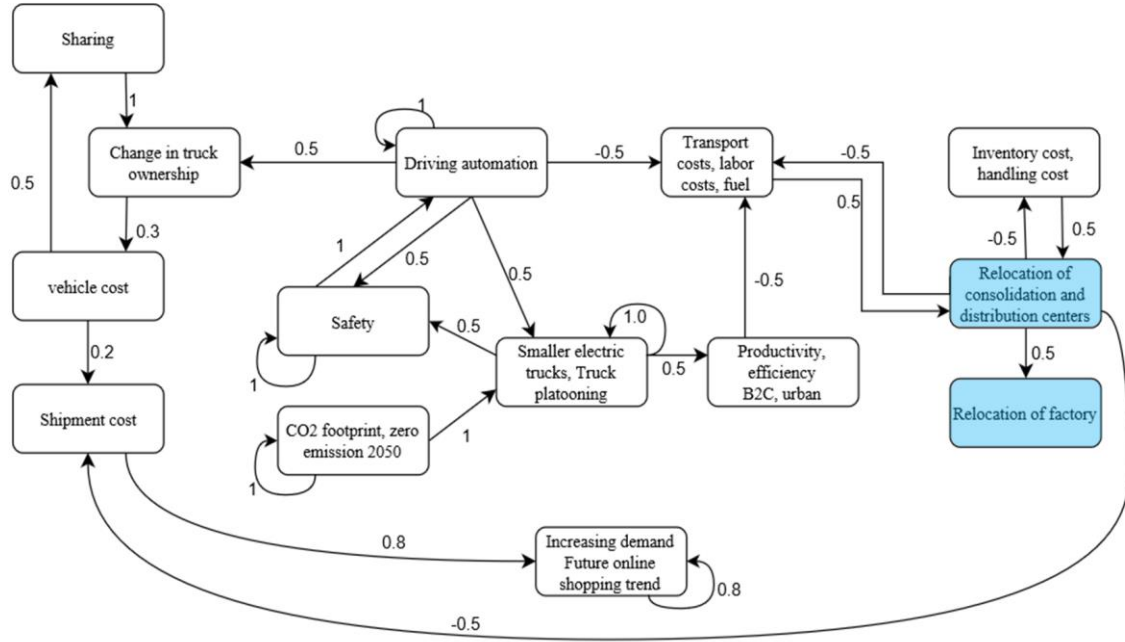 Sharing
1
Change in truck
ownership
0.5
0.3
vehicle cost
0.2
Shipment cost
0.5
1
Driving automation
-0.5
Transport
costs, labor
costs, fuel
-0.5
0.5
Inventory cost,
handling cost
-0.5
0.5
Relocation of
consolidation and
distribution centers
0.5
Relocation of factory
1
0.5
0.5
Safety
1
0.5
1.0
Smaller electric
trucks, Truck
platooning
0.5
-0.5
Productivity,
efficiency
B2C, urban
CO2 footprint, zero
emission 2050
1
1
0.8
Increasing demand
Future online
shopping trend
0.8
-0.5